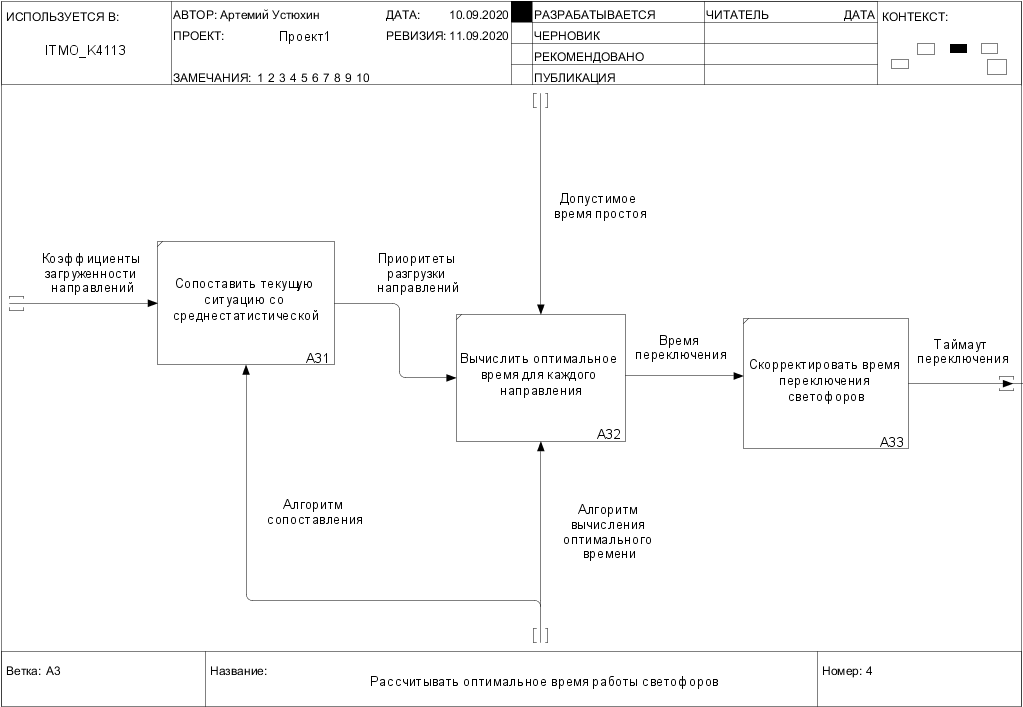 ИСПОЛЬЗУЕТСЯ В:
ITMO_K4113
АВТОР: Артемий Устюхин
ДАТА: 10.09.2020
ПРОЕКТ: Проект1
РЕВИЗИЯ: 11.09.2020
ЗАМЕЧАНИЯ: 1 2 3 4 5 6 7 8 9 10
РАЗРАБАТЫВАЕТСЯ
ЧЕРНОВИК
РЕКОМЕНДОВАНО
ПУБЛИКАЦИЯ
ЧИТАТЕЛЬ
ДАТА
КОНТЕКСТ:
Допустимое
время простоя
Коэффициенты
загруженности
направлений
Сопоставить текущую
ситуацию со
среднестатистической
A31
Приоритеты
разгрузки
направлений
Вычислить оптимальное
время для каждого
направления
A32
Время
переключения
Скорректировать время
переключения
светофоров
A33
Таймаут
переключения
Алгоритм
сопоставления
Алгоритм
вычисления
оптимального
времени
Ветка: A3
Название:
Рассчитывать оптимальное время работы светофоров
Номер: 4